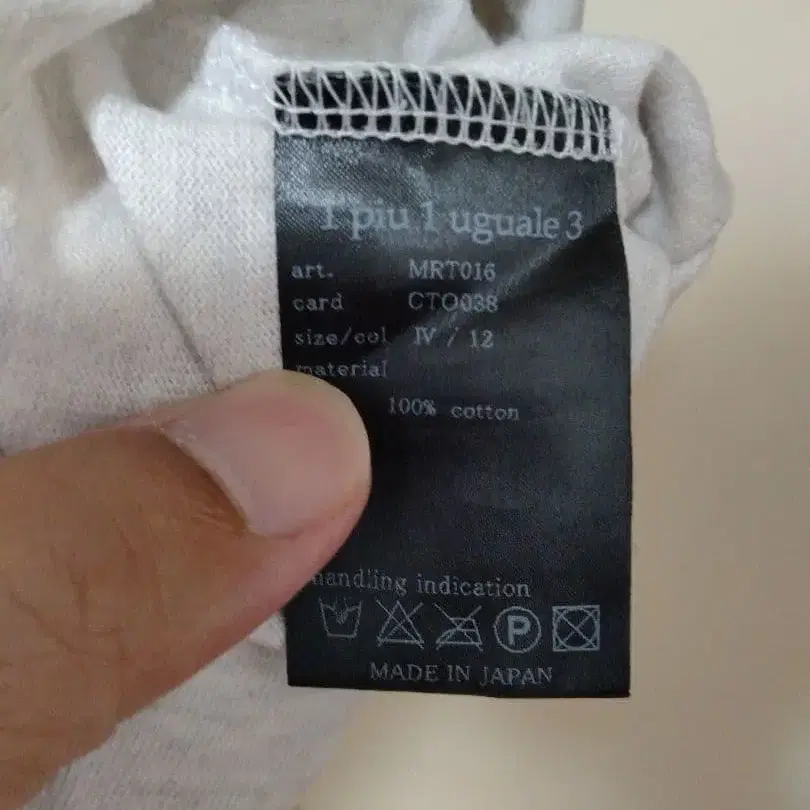 1 piu 1 uguale 3
art. MRT016
card CTO038
size/col IV / 12
material
100% cotton
handling indication
P
MADE IN JAPAN